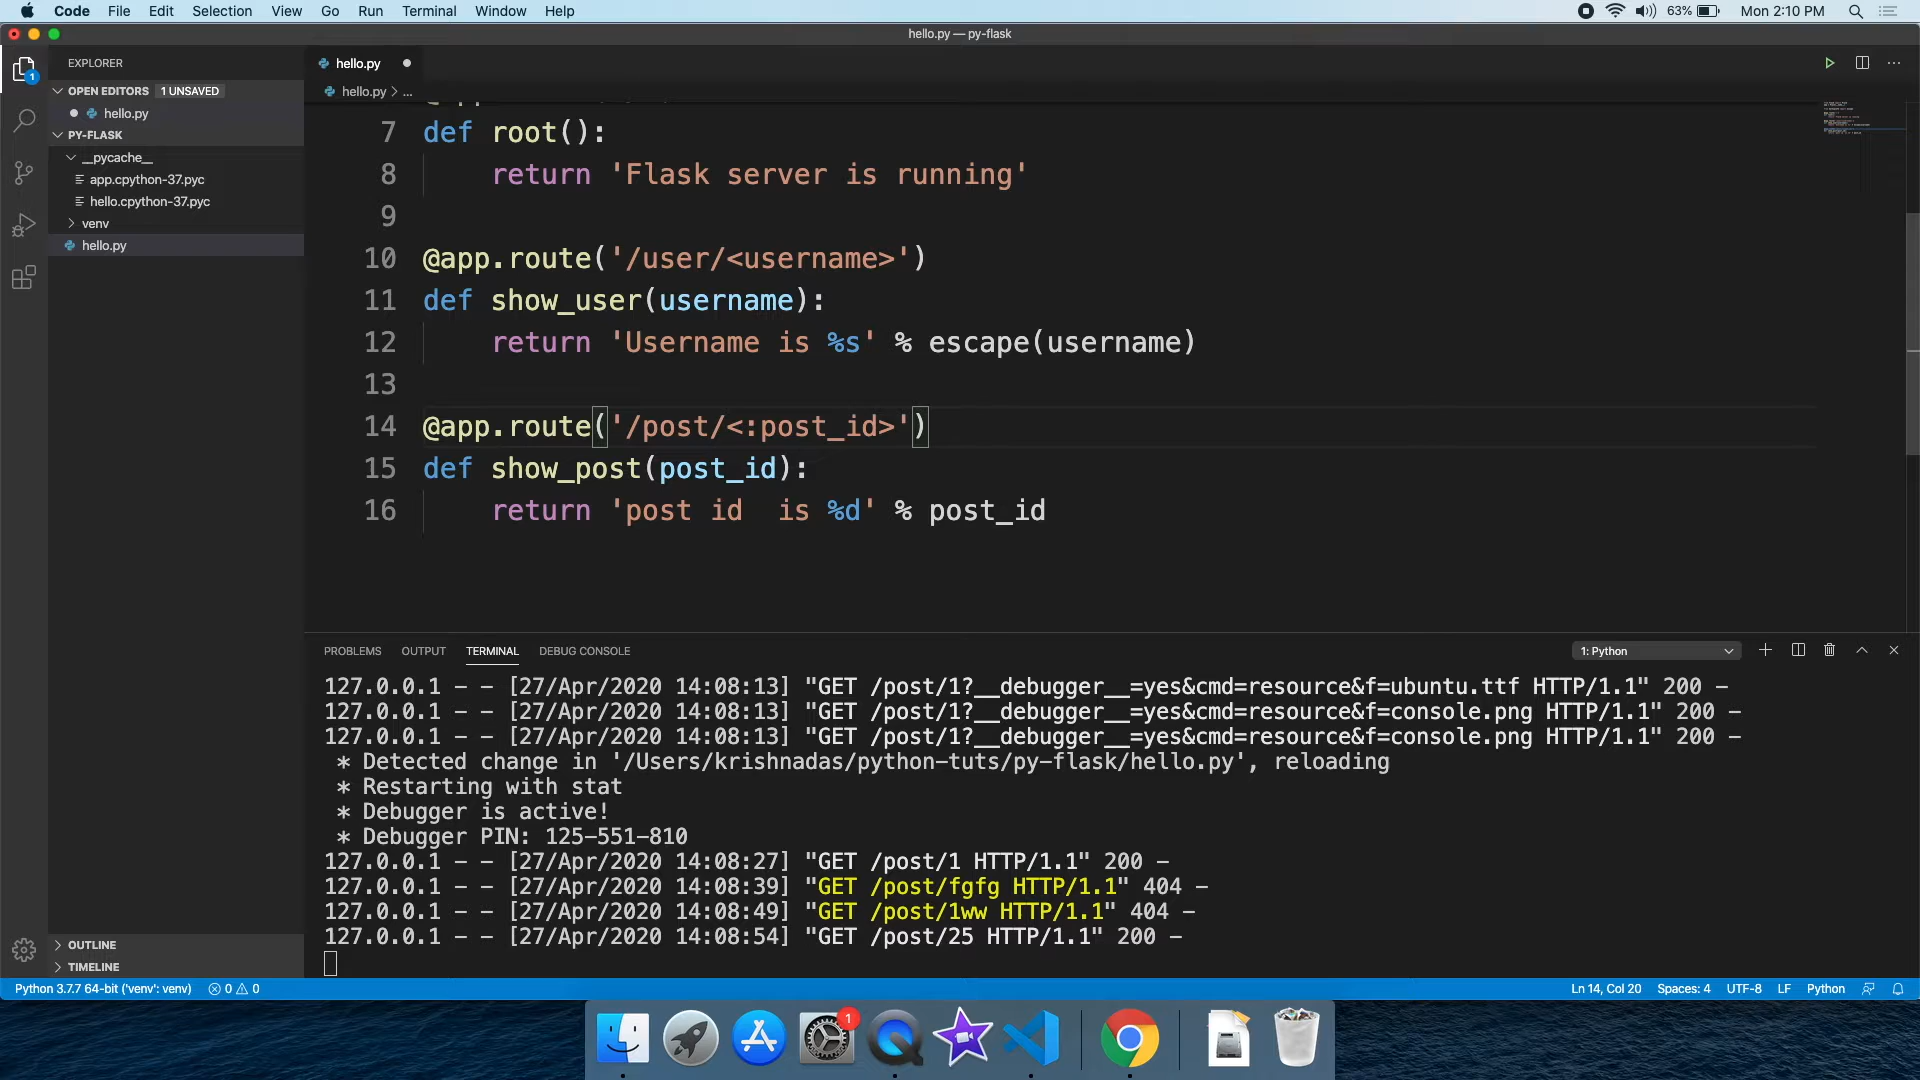 Code File Edit Selection View Go Run Terminal Window Help 63% Mon 2:10 PM
hello.py — py-flask
EXPLORER
OPEN EDITORS 1 UNSAVED
hello.py
PY-FLASK
__pycache__
app.cpython-37.pyc
hello.cpython-37.pyc
venv
hello.py
OUTLINE
TIMELINE
1
hello.py
hello.py > ...
7 def root():
8 return 'Flask server is running'
9
10 @app.route('/user/<username>')
11 def show_user(username):
12 return 'Username is %s' % escape(username)
13
14 @app.route('/post/<:post_id>')
15 def show_post(post_id):
16 return 'post id  is %d' % post_id
PROBLEMS OUTPUT TERMINAL DEBUG CONSOLE 1: Python
127.0.0.1 - - [27/Apr/2020 14:08:13] "GET /post/1?__debugger__=yes&cmd=resource&f=ubuntu.ttf HTTP/1.1" 200 -
127.0.0.1 - - [27/Apr/2020 14:08:13] "GET /post/1?__debugger__=yes&cmd=resource&f=console.png HTTP/1.1" 200 -
127.0.0.1 - - [27/Apr/2020 14:08:13] "GET /post/1?__debugger__=yes&cmd=resource&f=console.png HTTP/1.1" 200 -
* Detected change in '/Users/krishnadas/python-tuts/py-flask/hello.py', reloading
* Restarting with stat
* Debugger is active!
* Debugger PIN: 125-551-810
127.0.0.1 - - [27/Apr/2020 14:08:27] "GET /post/1 HTTP/1.1" 200 -
127.0.0.1 - - [27/Apr/2020 14:08:39] "GET /post/fgfg HTTP/1.1" 404 -
127.0.0.1 - - [27/Apr/2020 14:08:49] "GET /post/1ww HTTP/1.1" 404 -
127.0.0.1 - - [27/Apr/2020 14:08:54] "GET /post/25 HTTP/1.1" 200 -
Python 3.7.7 64-bit ('venv': venv) 0 0 Ln 14, Col 20 Spaces: 4 UTF-8 LF Python
1